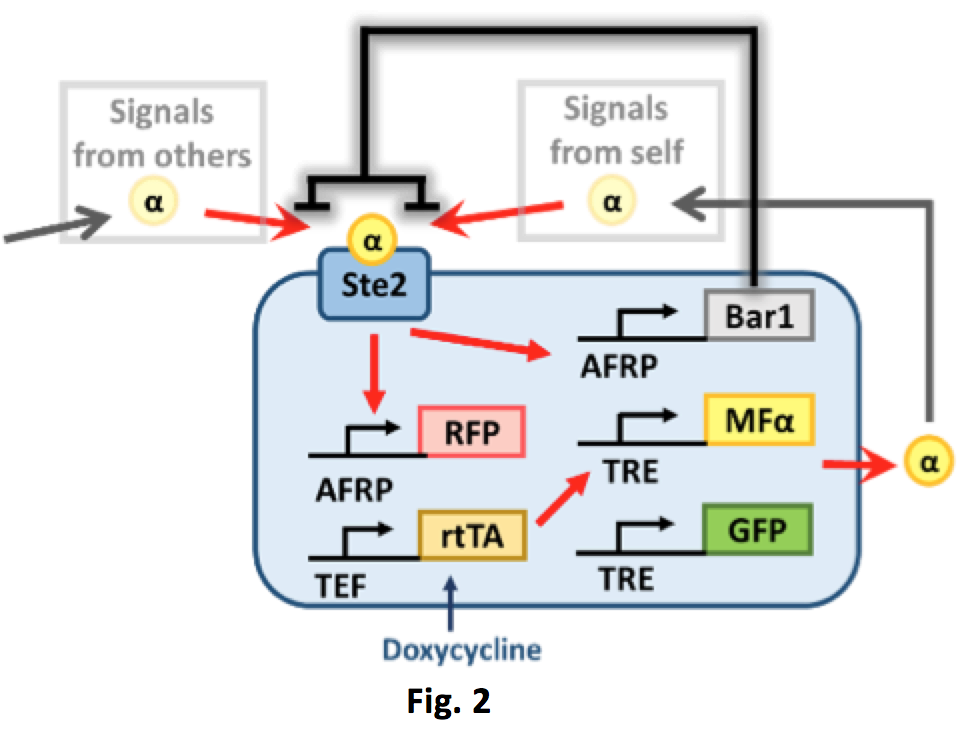 Signals
from others
α
Signals
from self
α
α
Ste2
Bar1
AFRP
RFP
AFRP
MFα
TRE
α
rtTA
TEF
GFP
TRE
Doxycycline
Fig. 2